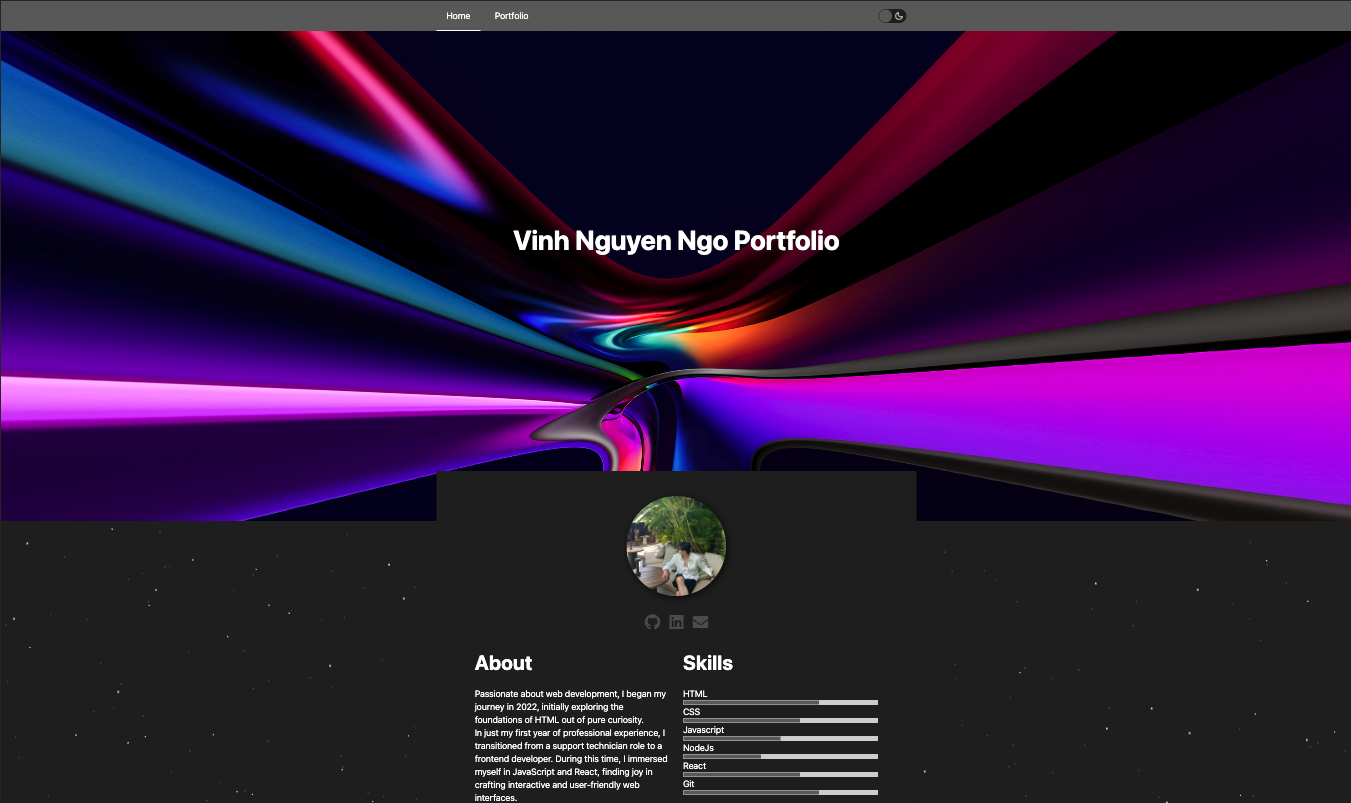 Home
Portfolio
Vinh Nguyen Ngo Portfolio
About
Passionate about web development, I began my
journey in 2022, initially exploring the
foundations of HTML out of pure curiosity.
In just my first year of professional experience, I
transitioned from a support technician role to a
frontend developer. During this time, I immersed
myself in JavaScript and React, finding joy in
crafting interactive and user-friendly web
interfaces.
Skills
HTML
CSS
Javascript
NodeJs
React
Git